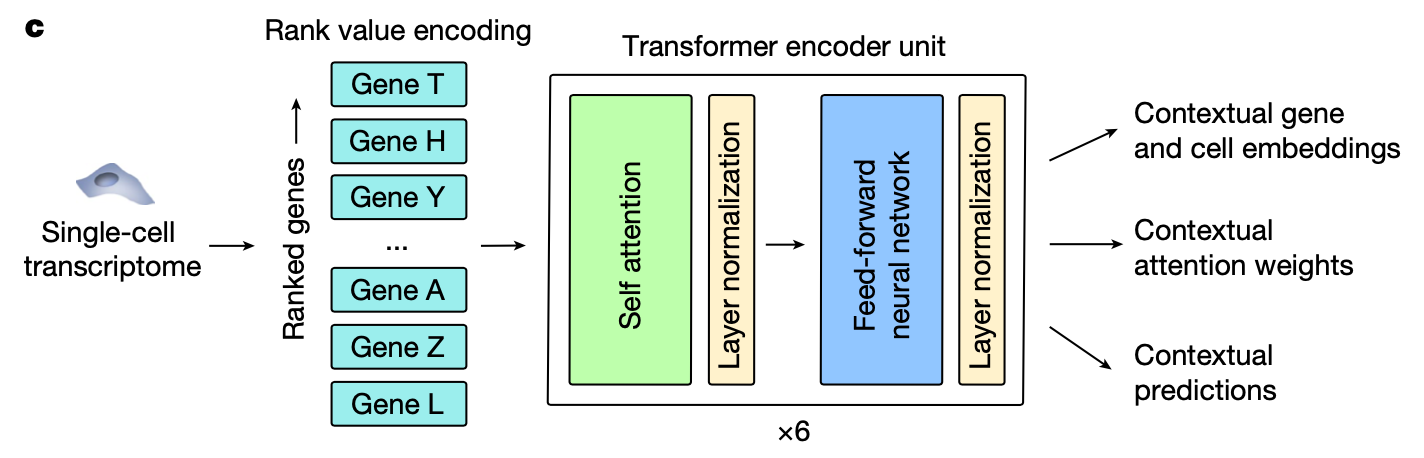 c
Rank value encoding
Transformer encoder unit
Single-cell
transcriptome
Ranked genes
Gene T
Gene H
Gene Y
...
Gene A
Gene Z
Gene L
Self attention
Layer normalization
Feed-forward
neural network
Layer normalization
×6
Contextual gene
and cell embeddings
Contextual
attention weights
Contextual
predictions